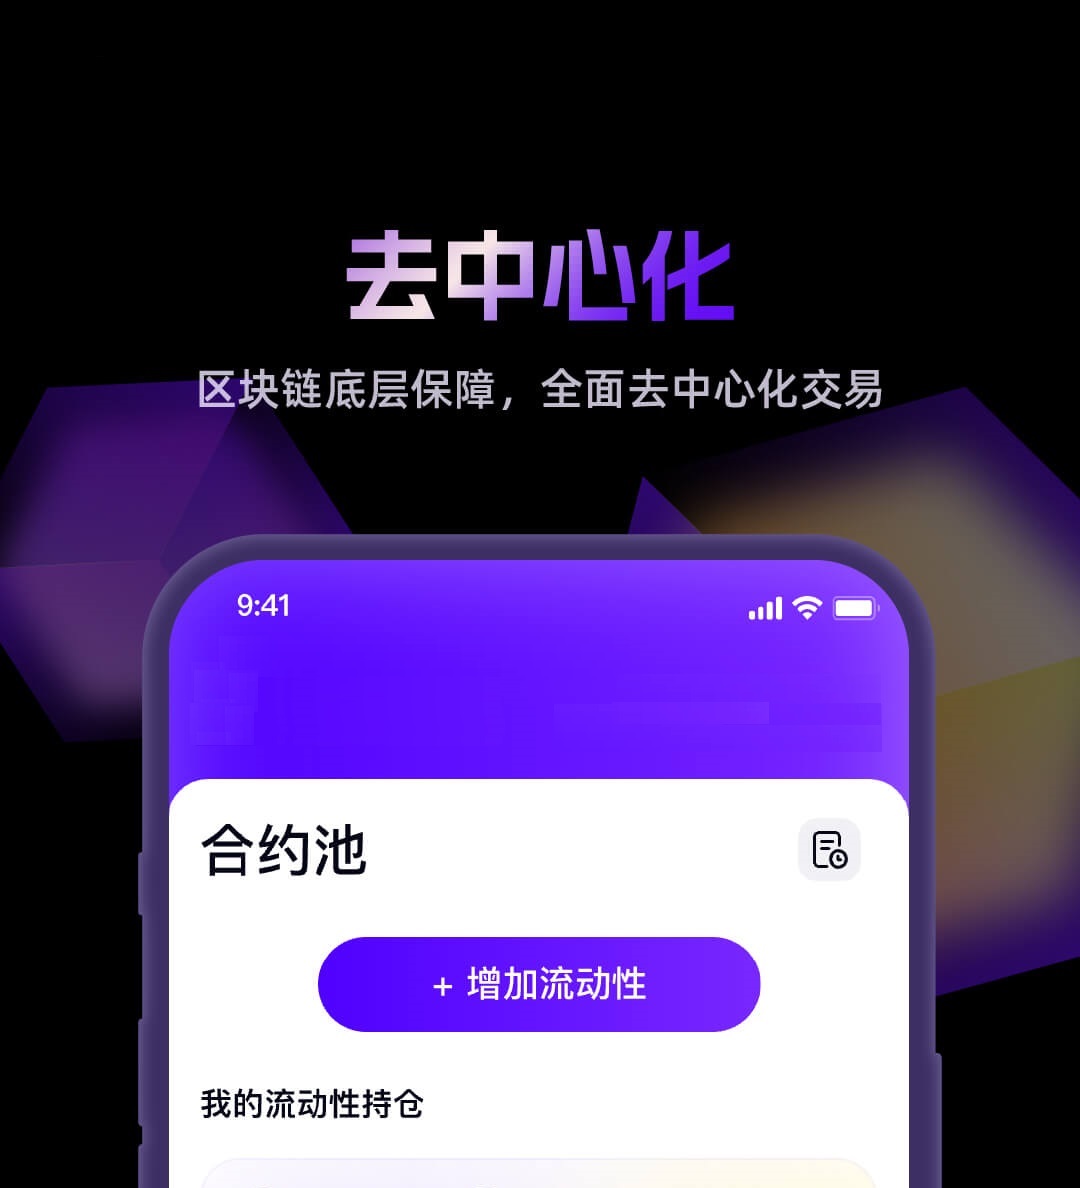 去中心化
区块链底层保障，全面去中心化交易
9:41
合约池
+ 增加流动性
我的流动性持仓